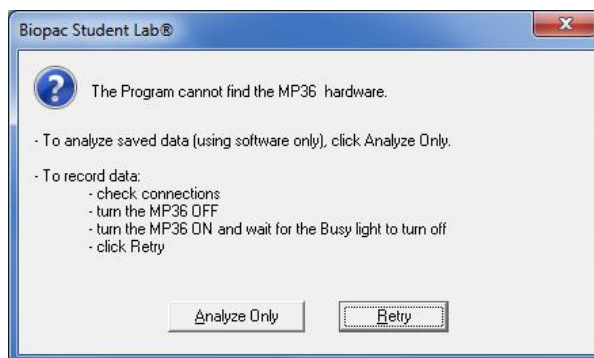 Biopac Student Lab®
The Program cannot find the MP36 hardware.
- To analyze saved data (using software only), click Analyze Only.
- To record data:
- check connections
- turn the MP36 OFF
- turn the MP36 ON and wait for the Busy light to turn off
- click Retry
Analyze Only
Retry